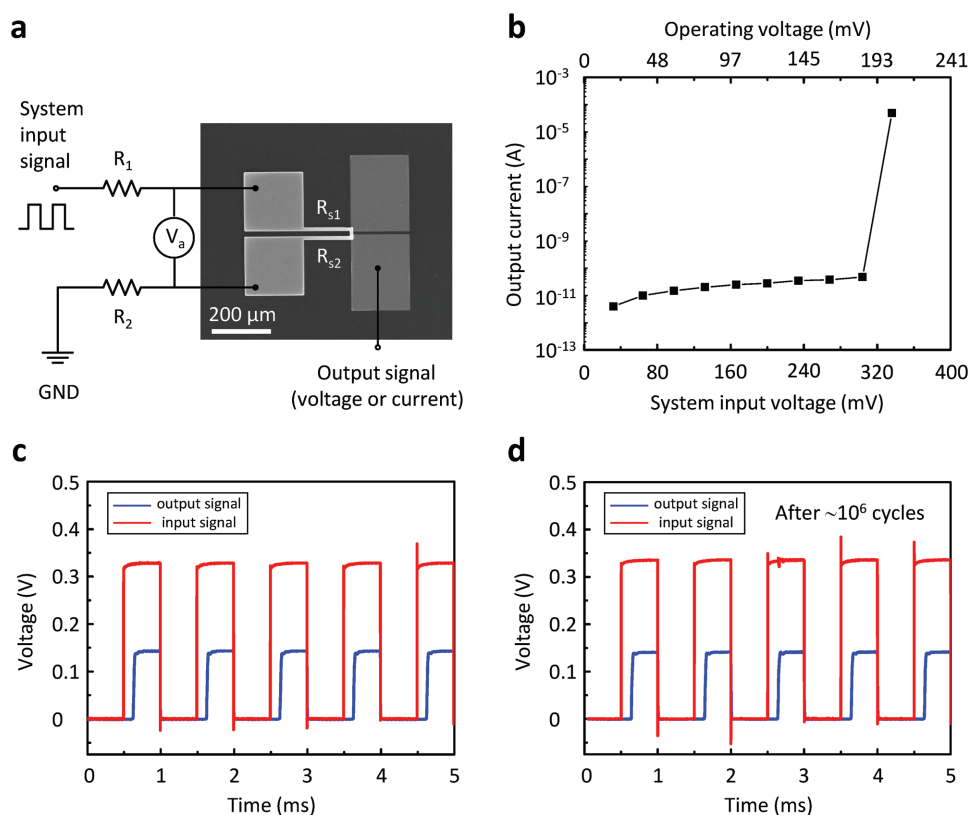 a
System
input
signal
R1
Va
R2
GND
Rs1
Rs2
200 µm
Output signal
(voltage or current)
b
Operating voltage (mV)
0 48 97 145 193 241
Output current (A)
10-3
10-5
10-7
10-9
10-11
10-13
0 80 160 240 320 400
System input voltage (mV)
c
output signal
input signal
Voltage (V)
0.5
0.4
0.3
0.2
0.1
0
0 1 2 3 4 5
Time (ms)
d
output signal
input signal
After ~10⁶ cycles
Voltage (V)
0.5
0.4
0.3
0.2
0.1
0
0 1 2 3 4 5
Time (ms)